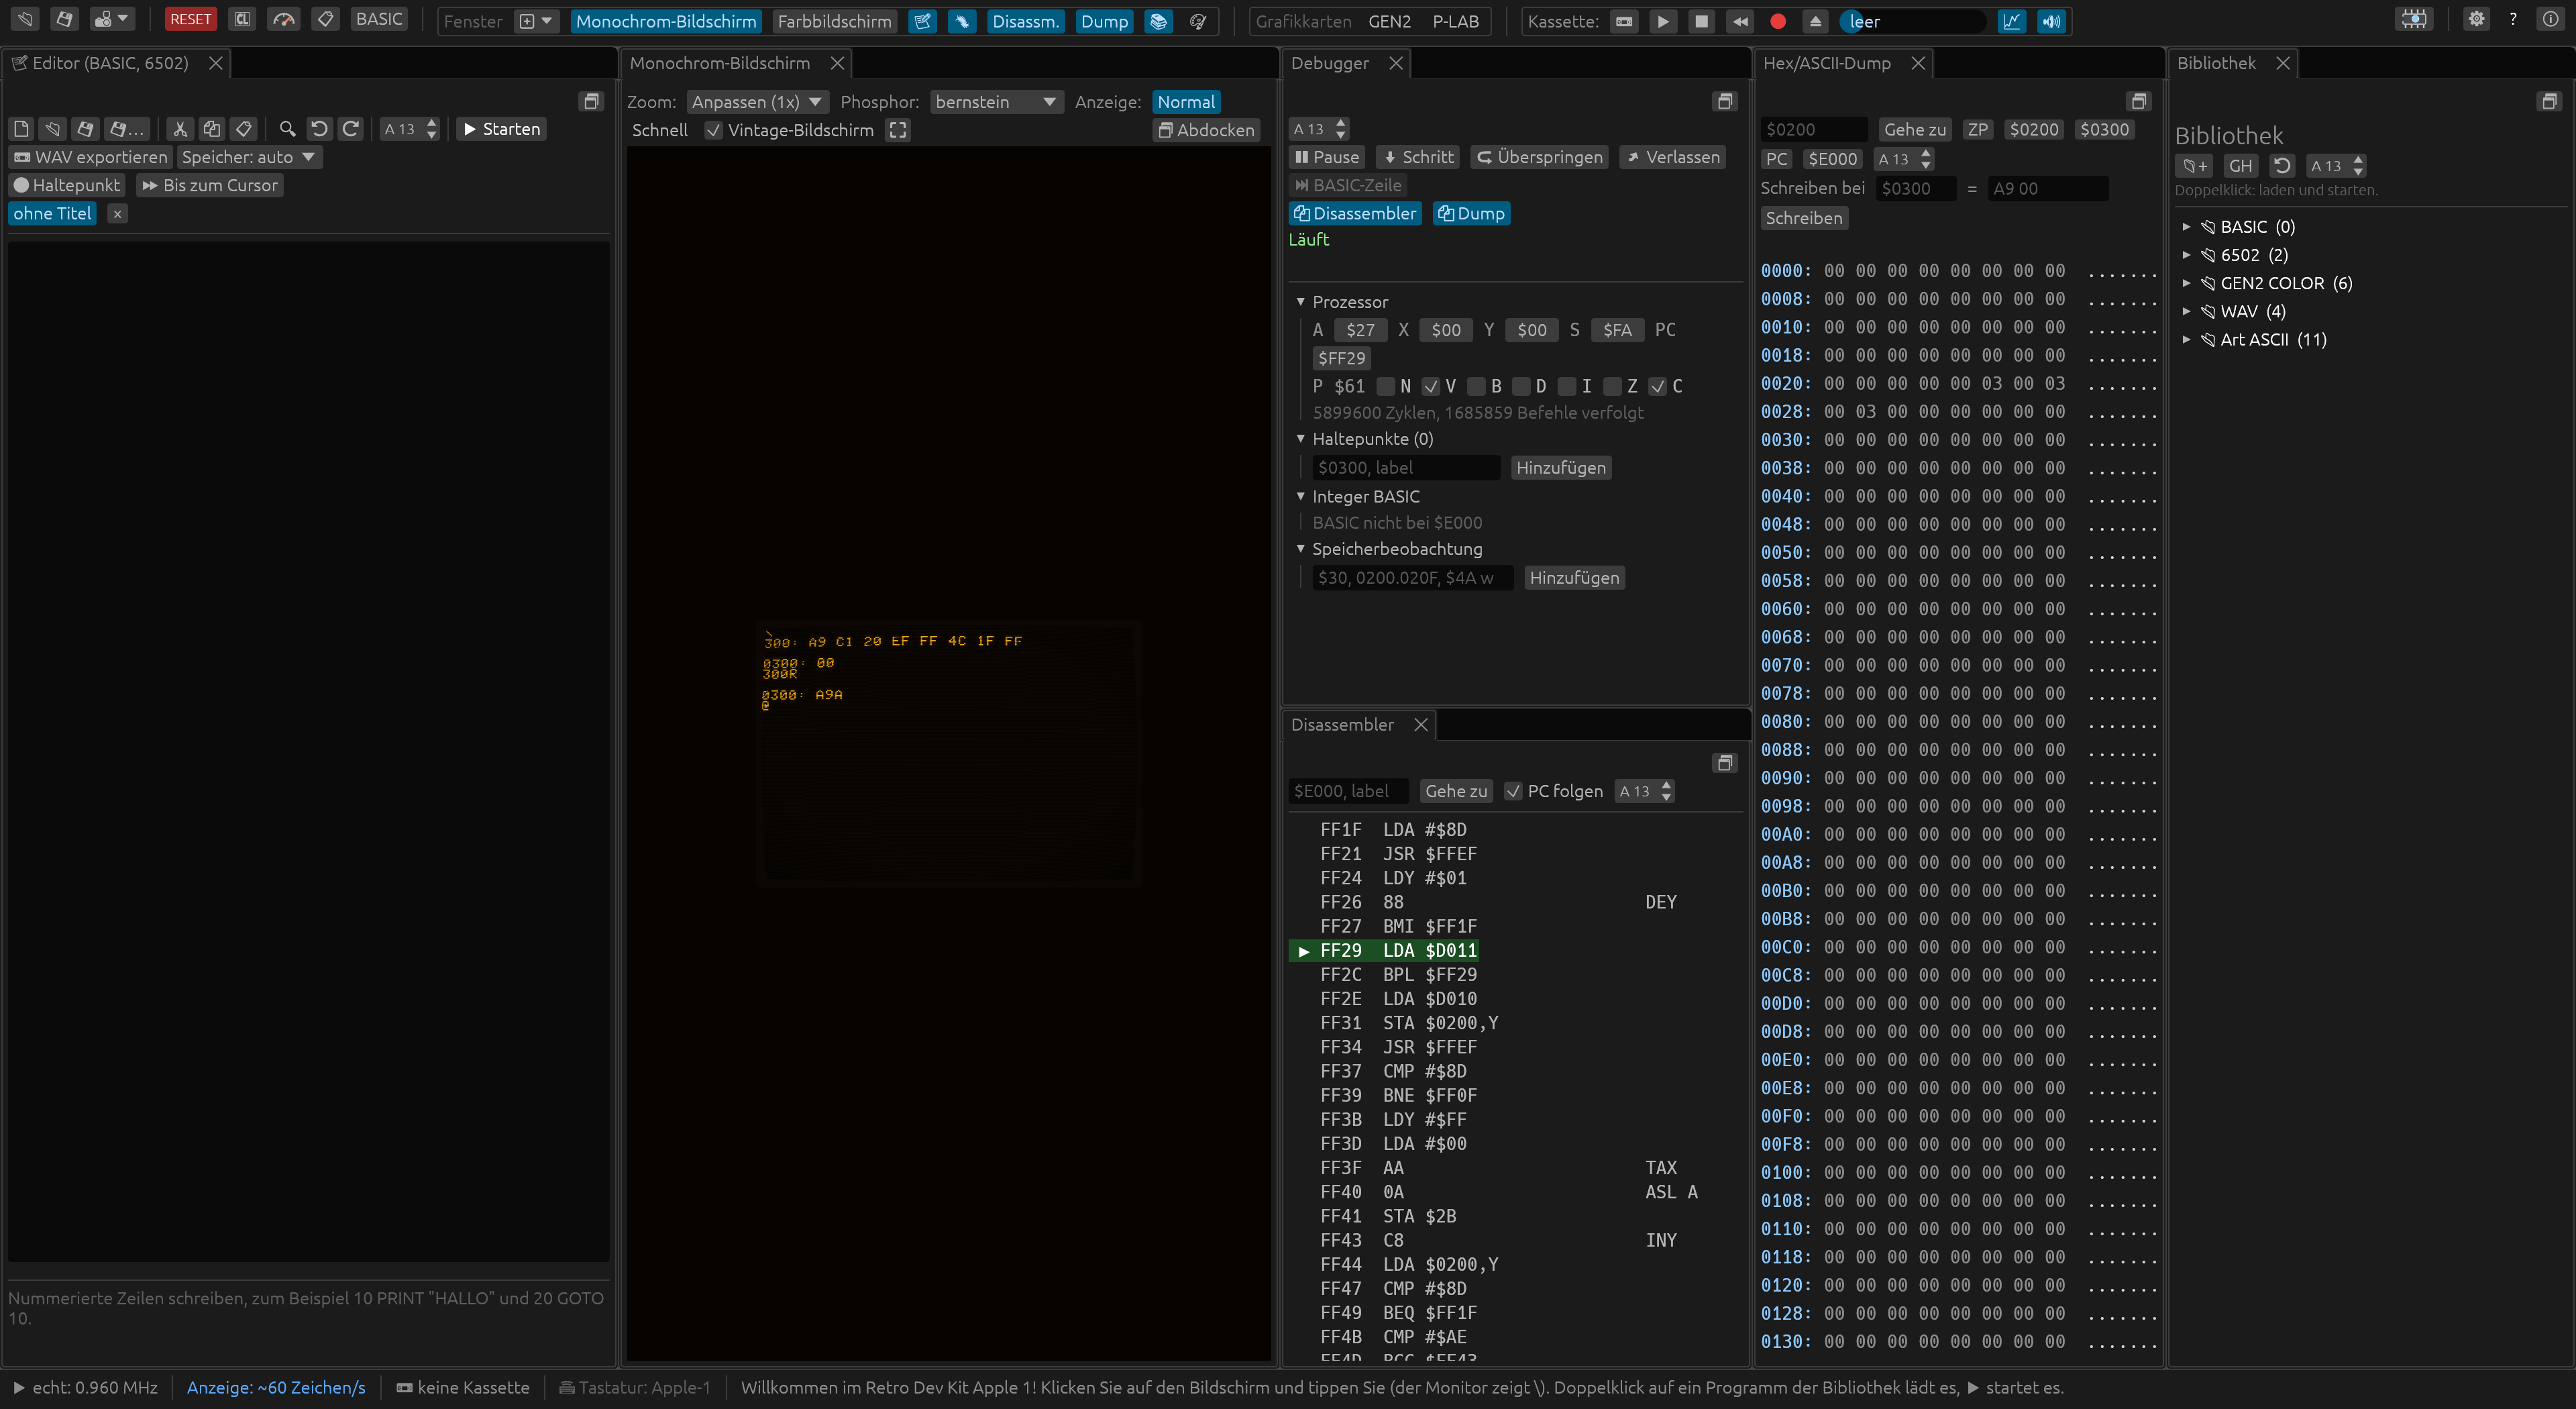 RESET BASIC Fenster Monochrom-Bildschirm Farbbildschirm Disassm. Dump Grafikkarten GEN2 P-LAB Kassette: leer ?
Editor (BASIC, 6502)
A 13 Starten
WAV exportieren Speicher: auto
Haltepunkt Bis zum Cursor
ohne Titel x
Nummerierte Zeilen schreiben, zum Beispiel 10 PRINT "HALLO" und 20 GOTO
10.
Monochrom-Bildschirm
Zoom: Anpassen (1x) Phosphor: bernstein Anzeige: Normal
Schnell Vintage-Bildschirm Abdocken
\
300: A9 C1 20 EF FF 4C 1F FF
0300: 00
300R
0300: A9A
@
Debugger
A 13
Pause Schritt Überspringen Verlassen
BASIC-Zeile
Disassembler Dump
Läuft
Prozessor
A $27 X $00 Y $00 S $FA PC
$FF29
P $61 N V B D I Z C
5899600 Zyklen, 1685859 Befehle verfolgt
Haltepunkte (0)
$0300, label Hinzufügen
Integer BASIC
BASIC nicht bei $E000
Speicherbeobachtung
$30, 0200.020F, $4A w Hinzufügen
Disassembler
$E000, label Gehe zu PC folgen A 13
FF1F LDA #$8D
FF21 JSR $FFEF
FF24 LDY #$01
FF26 88 DEY
FF27 BMI $FF1F
FF29 LDA $D011
FF2C BPL $FF29
FF2E LDA $D010
FF31 STA $0200,Y
FF34 JSR $FFEF
FF37 CMP #$8D
FF39 BNE $FF0F
FF3B LDY #$FF
FF3D LDA #$00
FF3F AA TAX
FF40 0A ASL A
FF41 STA $2B
FF43 C8 INY
FF44 LDA $0200,Y
FF47 CMP #$8D
FF49 BEQ $FF1F
FF4B CMP #$AE
FF4D BCC $FF43
Hex/ASCII-Dump
$0200 Gehe zu ZP $0200 $0300
PC $E000 A 13
Schreiben bei $0300 = A9 00
Schreiben
0000: 00 00 00 00 00 00 00 00 .......
0008: 00 00 00 00 00 00 00 00 .......
0010: 00 00 00 00 00 00 00 00 .......
0018: 00 00 00 00 00 00 00 00 .......
0020: 00 00 00 00 00 03 00 03 .......
0028: 00 03 00 00 00 00 00 00 .......
0030: 00 00 00 00 00 00 00 00 .......
0038: 00 00 00 00 00 00 00 00 .......
0040: 00 00 00 00 00 00 00 00 .......
0048: 00 00 00 00 00 00 00 00 .......
0050: 00 00 00 00 00 00 00 00 .......
0058: 00 00 00 00 00 00 00 00 .......
0060: 00 00 00 00 00 00 00 00 .......
0068: 00 00 00 00 00 00 00 00 .......
0070: 00 00 00 00 00 00 00 00 .......
0078: 00 00 00 00 00 00 00 00 .......
0080: 00 00 00 00 00 00 00 00 .......
0088: 00 00 00 00 00 00 00 00 .......
0090: 00 00 00 00 00 00 00 00 .......
0098: 00 00 00 00 00 00 00 00 .......
00A0: 00 00 00 00 00 00 00 00 .......
00A8: 00 00 00 00 00 00 00 00 .......
00B0: 00 00 00 00 00 00 00 00 .......
00B8: 00 00 00 00 00 00 00 00 .......
00C0: 00 00 00 00 00 00 00 00 .......
00C8: 00 00 00 00 00 00 00 00 .......
00D0: 00 00 00 00 00 00 00 00 .......
00D8: 00 00 00 00 00 00 00 00 .......
00E0: 00 00 00 00 00 00 00 00 .......
00E8: 00 00 00 00 00 00 00 00 .......
00F0: 00 00 00 00 00 00 00 00 .......
00F8: 00 00 00 00 00 00 00 00 .......
0100: 00 00 00 00 00 00 00 00 .......
0108: 00 00 00 00 00 00 00 00 .......
0110: 00 00 00 00 00 00 00 00 .......
0118: 00 00 00 00 00 00 00 00 .......
0120: 00 00 00 00 00 00 00 00 .......
0128: 00 00 00 00 00 00 00 00 .......
0130: 00 00 00 00 00 00 00 00 .......
Bibliothek
Bibliothek
+ GH A 13
Doppelklick: laden und starten.
BASIC (0)
6502 (2)
GEN2 COLOR (6)
WAV (4)
Art ASCII (11)
echt: 0.960 MHz Anzeige: ~60 Zeichen/s keine Kassette Tastatur: Apple-1 Willkommen im Retro Dev Kit Apple 1! Klicken Sie auf den Bildschirm und tippen Sie (der Monitor zeigt \). Doppelklick auf ein Programm der Bibliothek lädt es, ▶ startet es.